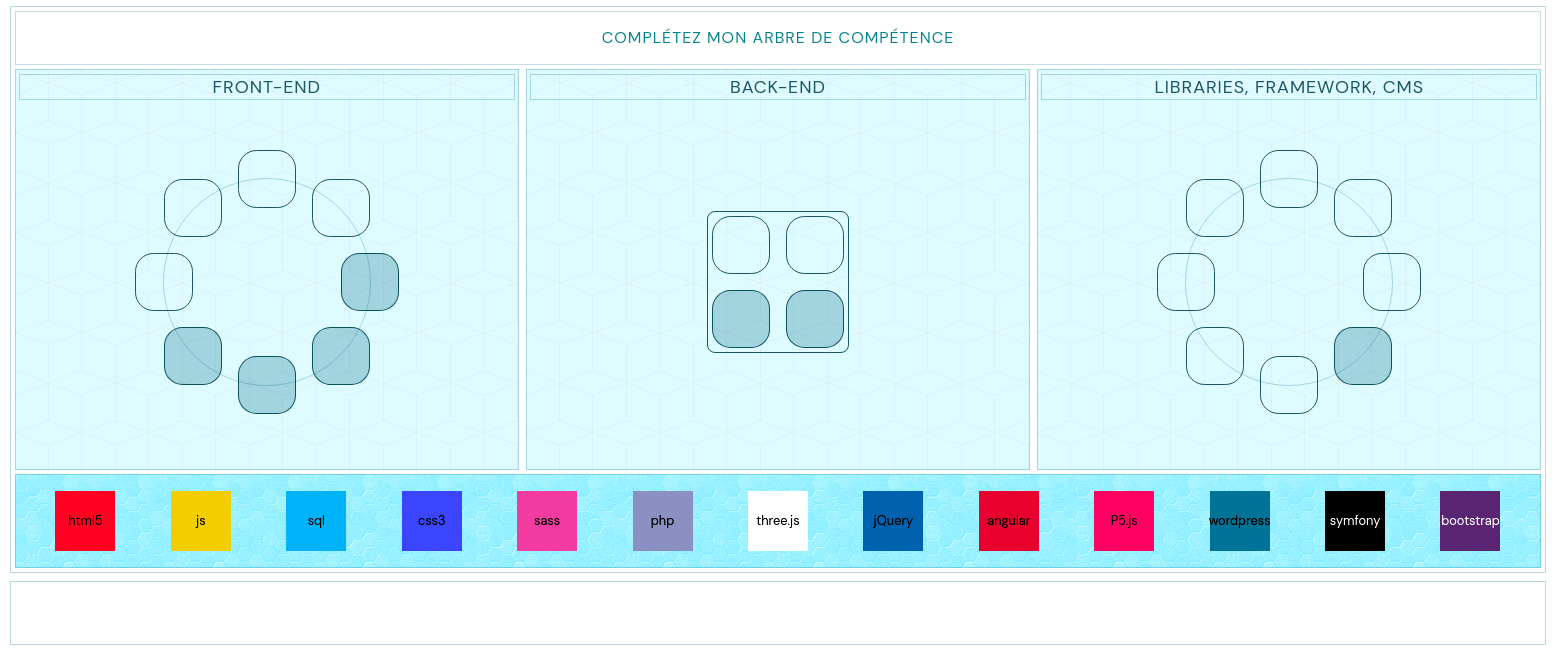 COMPLÉTEZ MON ARBRE DE COMPÉTENCE
FRONT-END
BACK-END
LIBRARIES, FRAMEWORK, CMS
html5
js
sql
css3
sass
php
three.js
jQuery
angular
P5.js
wordpress
symfony
bootstrap